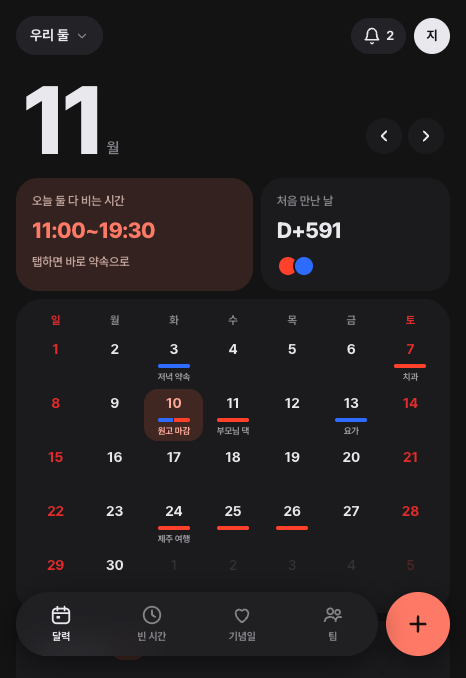 우리 둘
2
지
11
월
오늘 둘 다 비는 시간
11:00~19:30
탭하면 바로 약속으로
처음 만난 날
D+591
일 월 화 수 목 금 토
1 2 3 4 5 6 7
저녁 약속 치과
8 9 10 11 12 13 14
원고 마감 부모님 댁 요가
15 16 17 18 19 20 21
22 23 24 25 26 27 28
제주 여행
29 30 1 2 3 4 5
달력 빈 시간 기념일 팀